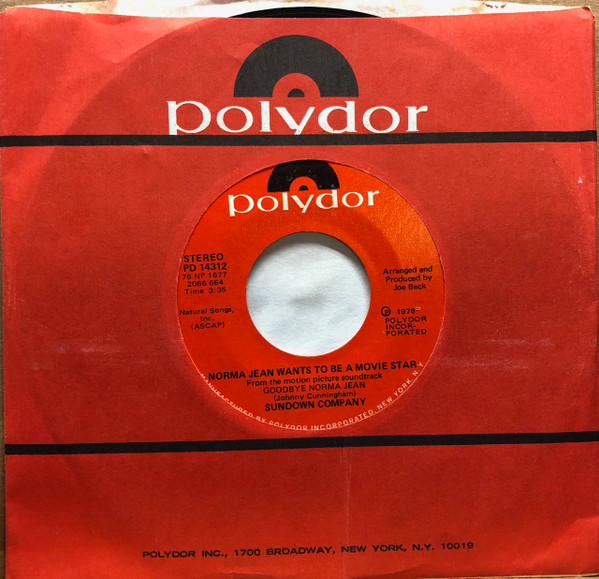 polydor
polydor
STEREO
PD 14312
76 NP 1677
2066 664
Time 3:35
Natural Songs,
Inc.
(ASCAP)
Arranged and
Produced by
Joe Beck
℗ 1976
POLYDOR
INCOR-
PORATED
NORMA JEAN WANTS TO BE A MOVIE STAR
From the motion picture soundtrack
GOODBYE NORMA JEAN
(Johnny Cunningham)
SUNDOWN COMPANY
MANUFACTURED BY POLYDOR INCORPORATED, NEW YORK, N.Y.
POLYDOR INC., 1700 BROADWAY, NEW YORK, N.Y. 10019